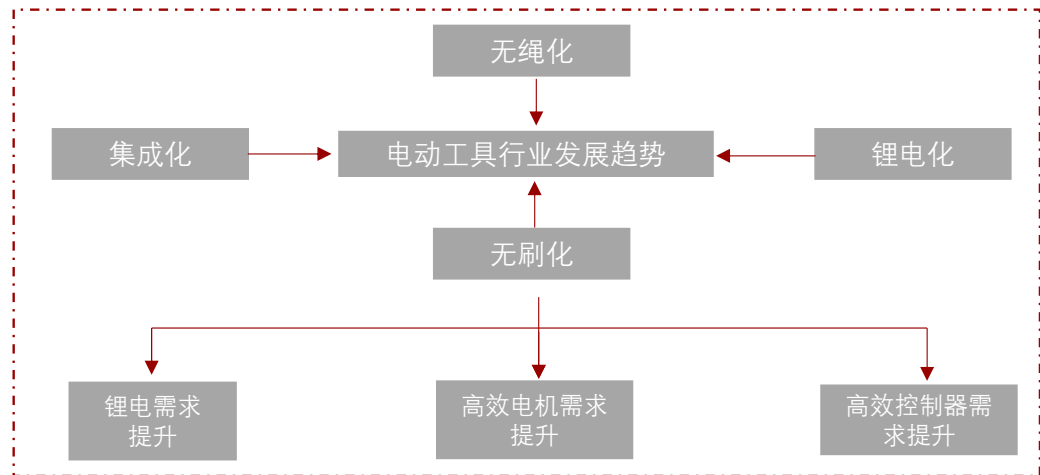 无绳化
集成化
电动工具行业发展趋势
锂电化
无刷化
锂电需求
提升
高效电机需求
提升
高效控制器需
求提升